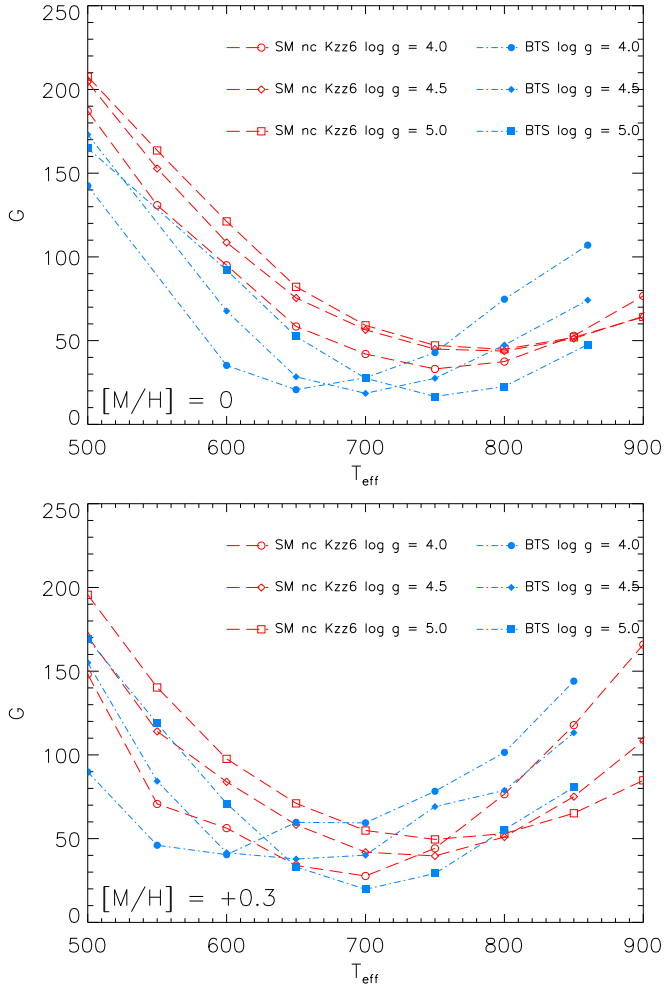 250
200
150
100
50
0
G
SM nc Kzz6 log g = 4.0
BTS log g = 4.0
SM nc Kzz6 log g = 4.5
BTS log g = 4.5
SM nc Kzz6 log g = 5.0
BTS log g = 5.0
[M/H] = 0
500 600 700 800 900
Teff
250
200
150
100
50
0
G
SM nc Kzz6 log g = 4.0
BTS log g = 4.0
SM nc Kzz6 log g = 4.5
BTS log g = 4.5
SM nc Kzz6 log g = 5.0
BTS log g = 5.0
[M/H] = +0.3
500 600 700 800 900
Teff